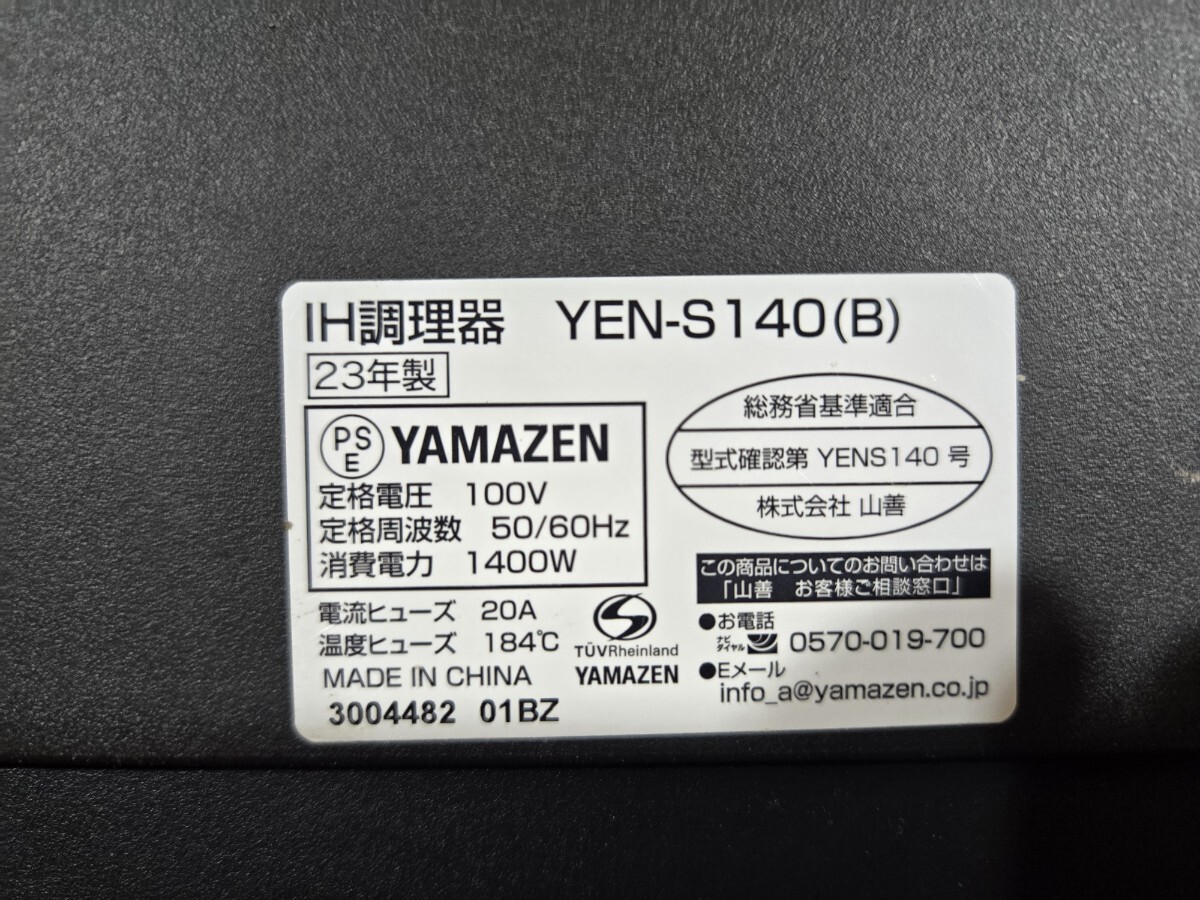 IH調理器 YEN-S140(B)
23年製
PS
E
YAMAZEN
定格電圧 100V
定格周波数 50/60Hz
消費電力 1400W
電流ヒューズ 20A
温度ヒューズ 184℃
MADE IN CHINA
3004482 01BZ
TÜVRheinland
YAMAZEN
総務省基準適合
型式確認第 YENS140 号
株式会社 山善
この商品についてのお問い合わせは
「山善 お客様ご相談窓口」
●お電話
ナビ
ダイヤル
0570-019-700
●Eメール
info_a@yamazen.co.jp